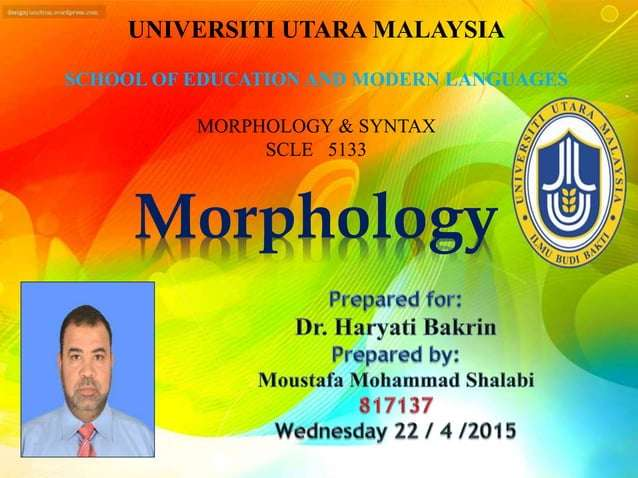 designjunction.wordpress.com
UNIVERSITI UTARA MALAYSIA
SCHOOL OF EDUCATION AND MODERN LANGUAGES
MORPHOLOGY & SYNTAX
SCLE 5133
UNIVERSITI UTARA MALAYSIA
ILMU BUDI BAKTI
Morphology
Prepared for:
Dr. Haryati Bakrin
Prepared by:
Moustafa Mohammad Shalabi
817137
Wednesday 22 / 4 /2015